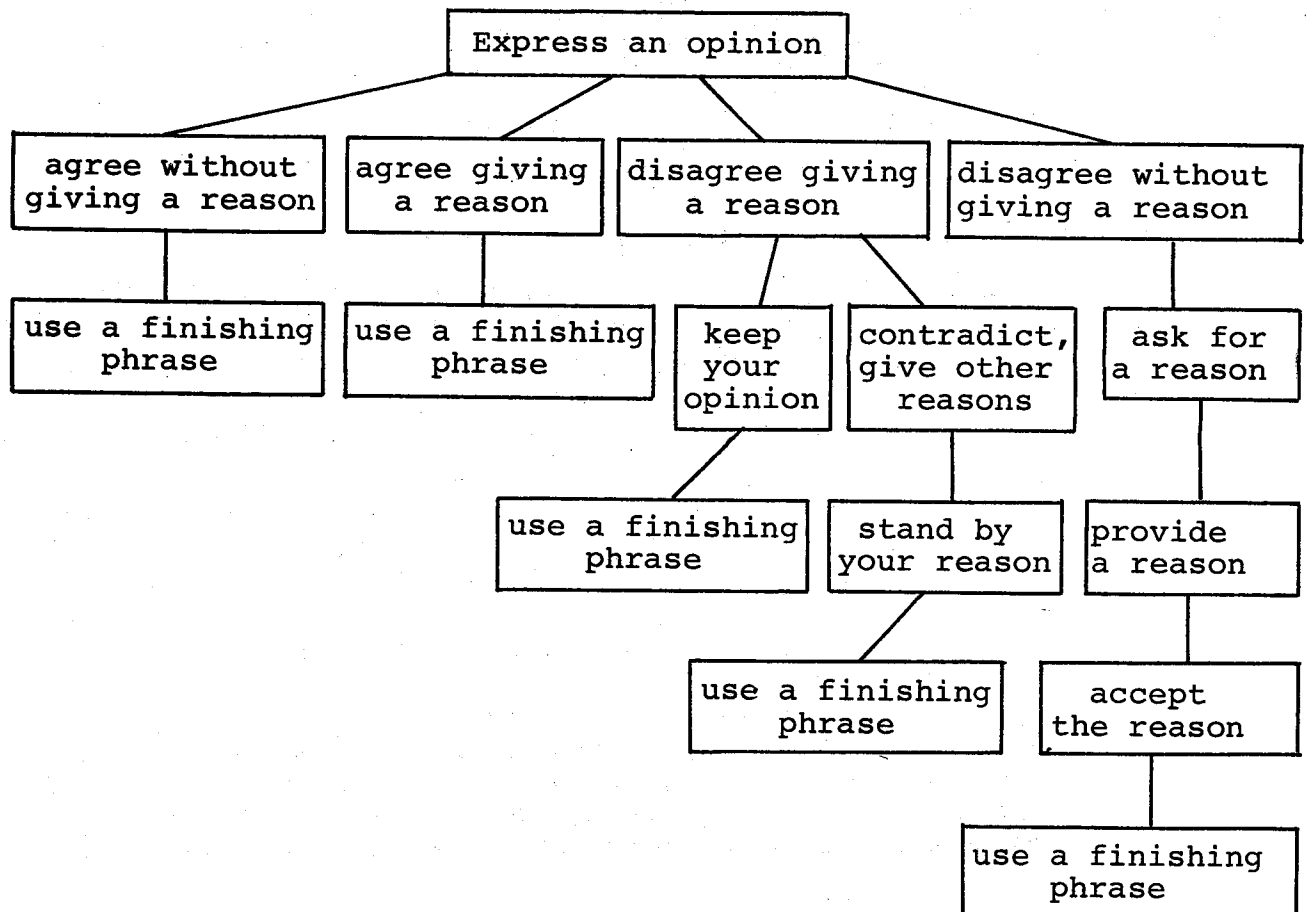 Express an opinion
agree without
giving a reason
agree giving
a reason
disagree giving
a reason
disagree without
giving a reason
use a finishing
phrase
use a finishing
phrase
keep
your
opinion
contradict,
give other
reasons
ask for
a reason
use a finishing
phrase
stand by
your reason
provide
a reason
use a finishing
phrase
accept
the reason
use a finishing
phrase